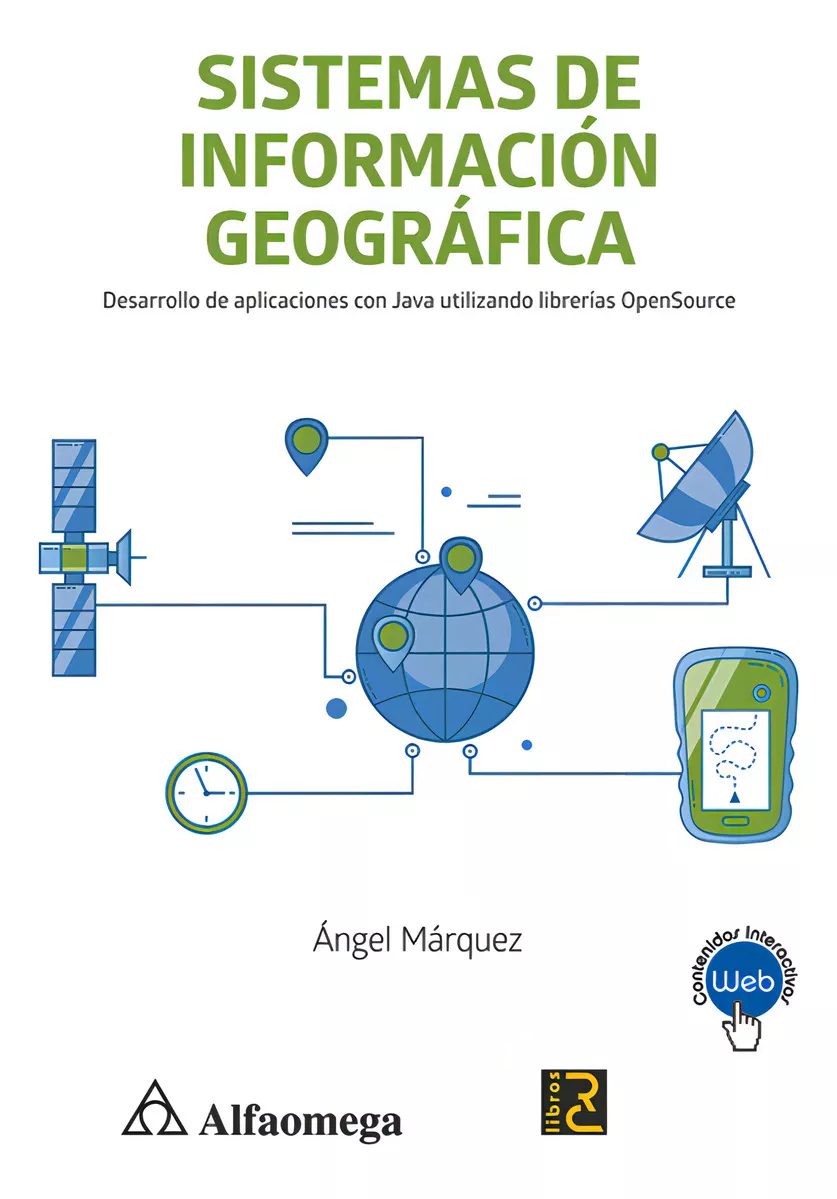 SISTEMAS DE
INFORMACIÓN
GEOGRÁFICA
Desarrollo de aplicaciones con Java utilizando librerías OpenSource
Ángel Márquez
Contenidos Interactivos
Web
Alfaomega
libros
RC